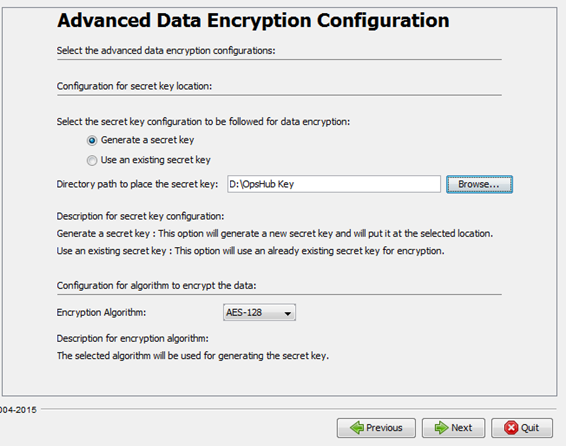 Advanced Data Encryption Configuration
Select the advanced data encryption configurations:
Configuration for secret key location:
Select the secret key configuration to be followed for data encryption:
Generate a secret key
Use an existing secret key
Directory path to place the secret key: D:\OpsHub Key Browse...
Description for secret key configuration:
Generate a secret key : This option will generate a new secret key and will put it at the selected location.
Use an existing secret key : This option will use an already existing secret key for encryption.
Configuration for algorithm to encrypt the data:
Encryption Algorithm: AES-128
Description for encryption algorithm:
The selected algorithm will be used for generating the secret key.
004-2015
Previous Next Quit